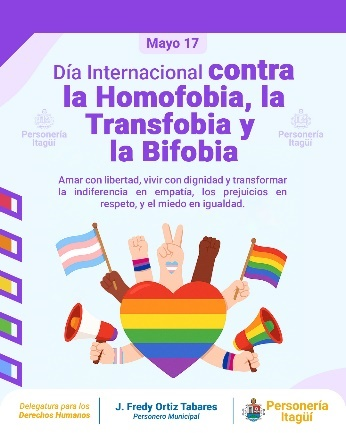 Mayo 17
Día Internacional contra
la Homofobia, la
Transfobia y
la Bifobia
Personería
Itagüí
Personería
Itagüí
Amar con libertad, vivir con dignidad y transformar
la indiferencia en empatía, los prejuicios en
respeto, y el miedo en igualdad.
Delegatura para los
Derechos Humanos
J. Fredy Ortiz Tabares
Personero Municipal
Personería
Itagüí